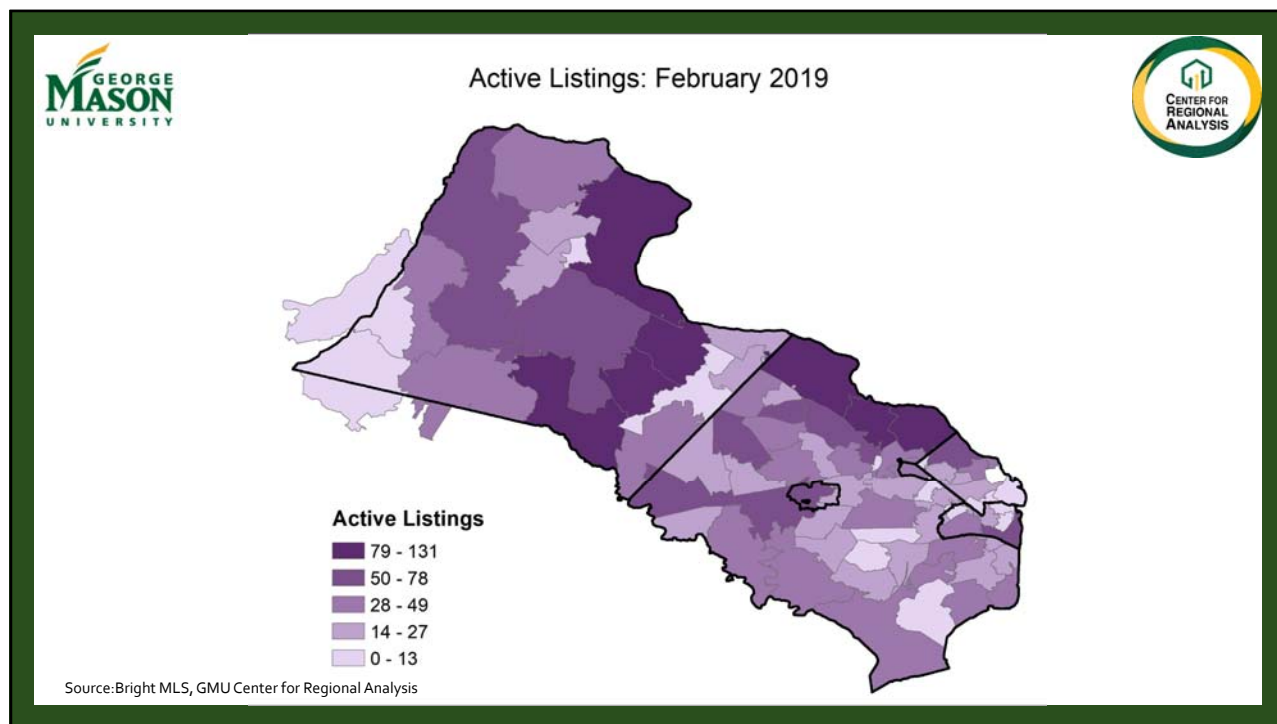 GEORGE
MASON
UNIVERSITY
Active Listings: February 2019
CENTER FOR
REGIONAL
ANALYSIS
Active Listings
79 - 131
50 - 78
28 - 49
14 - 27
0 - 13
Source:Bright MLS, GMU Center for Regional Analysis